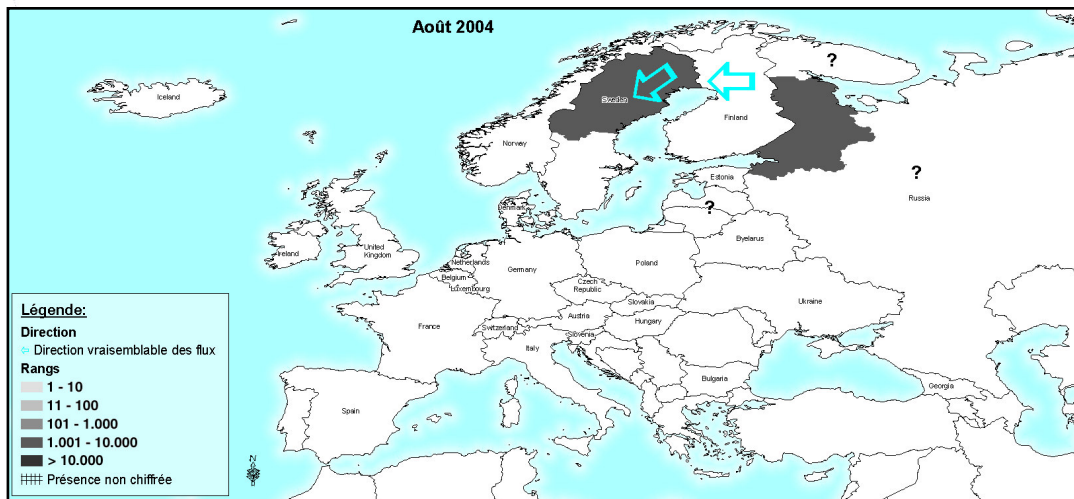 Août 2004
?
Iceland
Sweden
Finland
Norway
Estonia
?
Russia
?
Denmark
Byelarus
Ireland
United
Kingdom
Netherlands
Belgium
Luxembourg
Germany
Poland
Czech
Republic
Slovakia
Ukraine
Austria
Hungary
France
Switzerland
Slovenia
Italy
Bulgaria
Georgia
Spain
Légende:
Direction
Direction vraisemblable des flux
Rangs
1 - 10
11 - 100
101 - 1.000
1.001 - 10.000
> 10.000
Présence non chiffrée